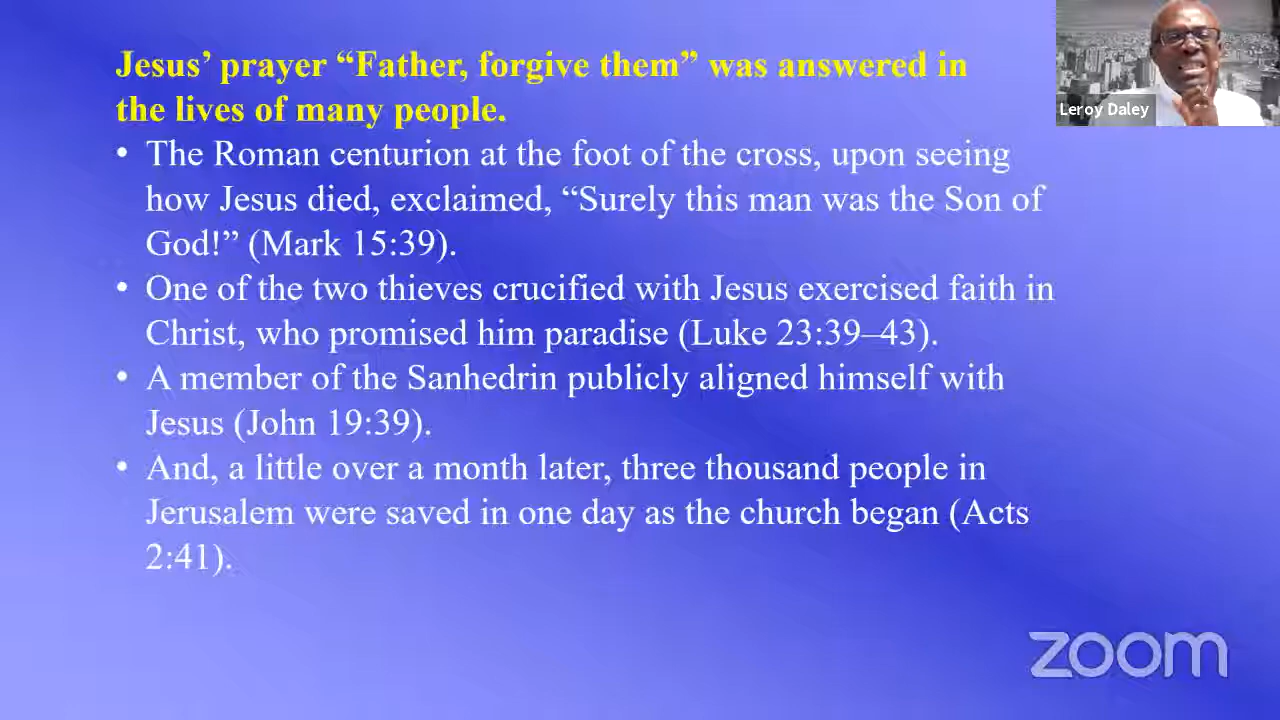 Jesus’ prayer “Father, forgive them” was answered in
the lives of many people.
• The Roman centurion at the foot of the cross, upon seeing
how Jesus died, exclaimed, “Surely this man was the Son of
God!” (Mark 15:39).
• One of the two thieves crucified with Jesus exercised faith in
Christ, who promised him paradise (Luke 23:39–43).
• A member of the Sanhedrin publicly aligned himself with
Jesus (John 19:39).
• And, a little over a month later, three thousand people in
Jerusalem were saved in one day as the church began (Acts
2:41).
Leroy Daley
zoom